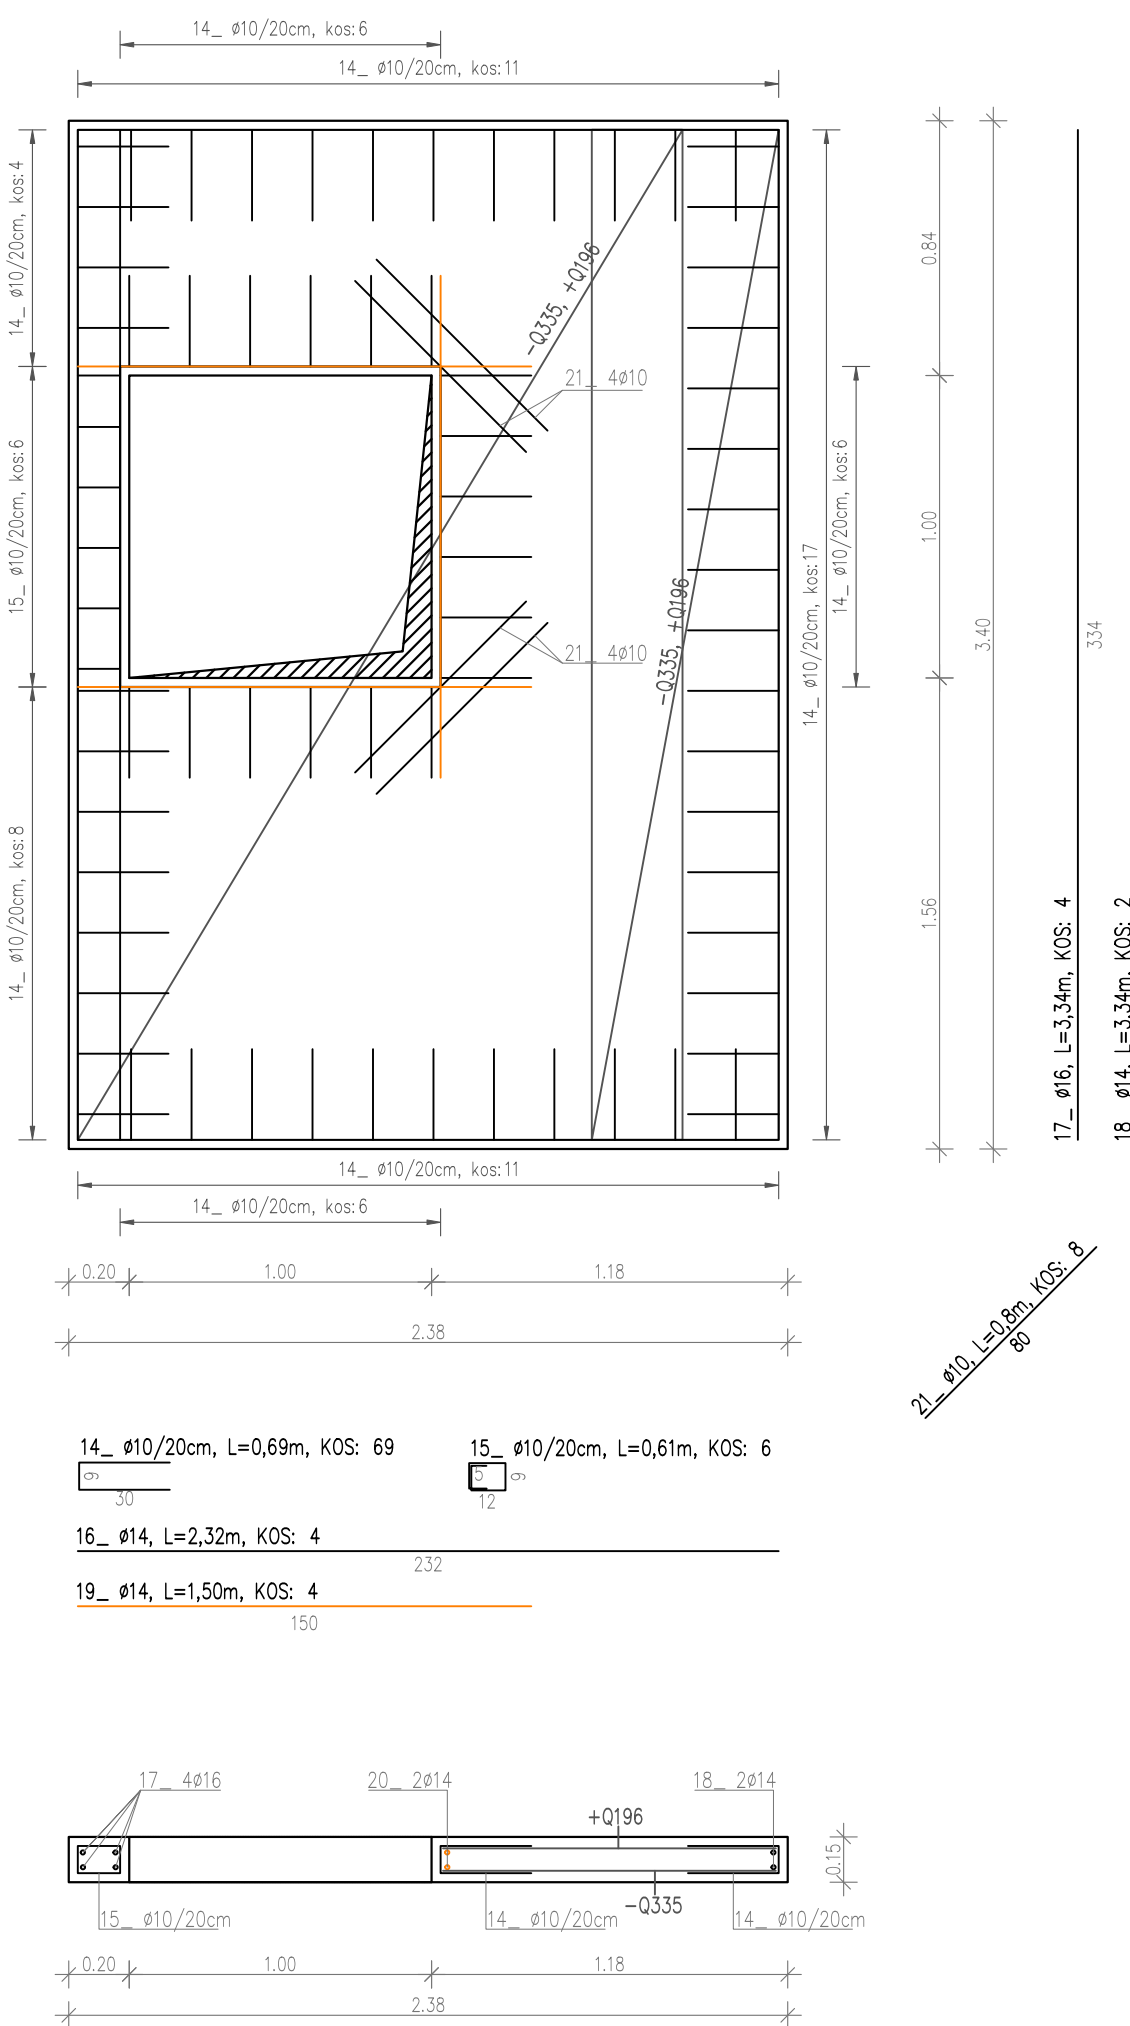 14_ ø10/20cm, kos:6
14_ ø10/20cm, kos:11
14_ ø10/20cm, kos:4
15_ ø10/20cm, kos:6
14_ ø10/20cm, kos:8
-Q335, +Q196
21_ 4ø10
21_ 4ø10
-Q335, +Q196
14_ ø10/20cm, kos:17
14_ ø10/20cm, kos:6
0.84
1.00
1.56
3.40
334
17_ ø16, L=3,34m, KOS: 4
18_ ø14, L=3,34m, KOS: 2
14_ ø10/20cm, kos:11
14_ ø10/20cm, kos:6
0.20
1.00
1.18
2.38
21_ ø10, L=0,8m, KOS: 8
80
14_ ø10/20cm, L=0,69m, KOS: 69
9
30
15_ ø10/20cm, L=0,61m, KOS: 6
5
9
12
16_ ø14, L=2,32m, KOS: 4
232
19_ ø14, L=1,50m, KOS: 4
150
17_ 4ø16
20_ 2ø14
18_ 2ø14
+Q196
0.15
-Q335
15_ ø10/20cm
14_ ø10/20cm
14_ ø10/20cm
0.20
1.00
1.18
2.38